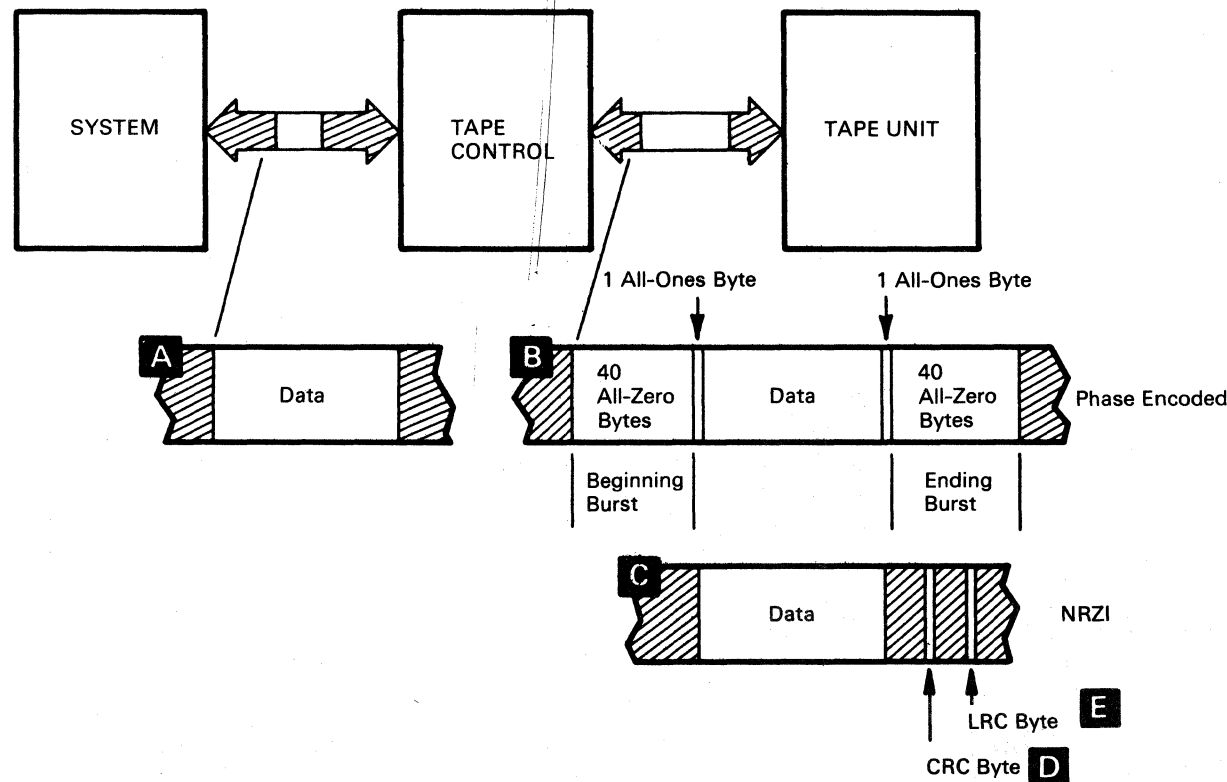 SYSTEM
TAPE
CONTROL
TAPE UNIT
1 All-Ones Byte
1 All-Ones Byte
A
Data
B
40
All-Zero
Bytes
Data
40
All-Zero
Bytes
Phase Encoded
Beginning
Burst
Ending
Burst
C
Data
NRZI
LRC Byte E
CRC Byte D